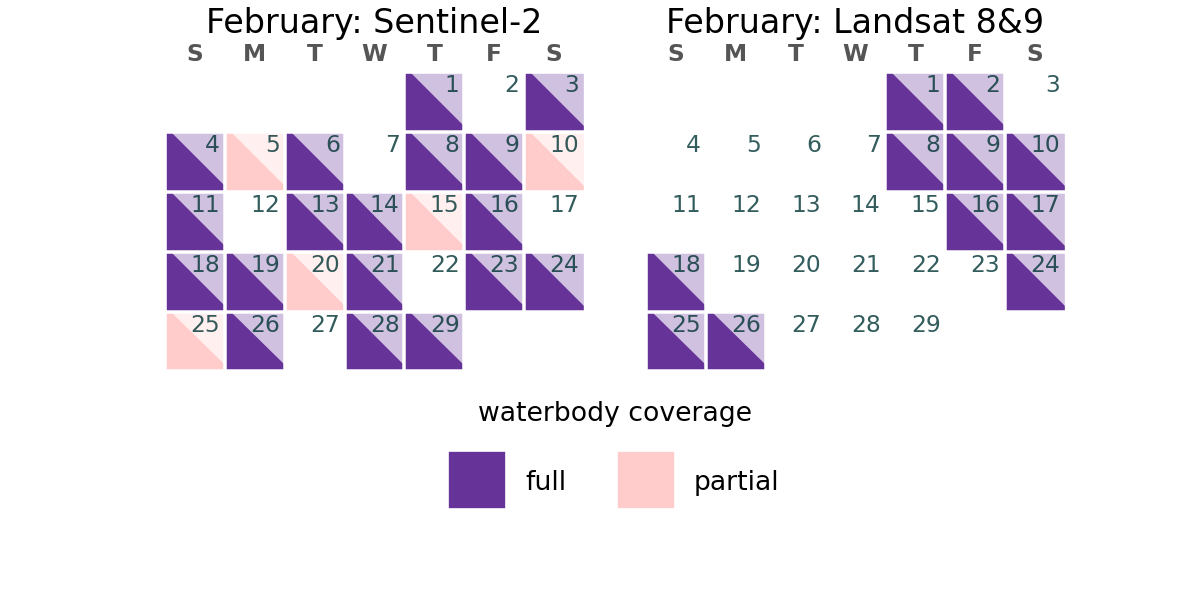 February: Sentinel-2
S M T W T F S
1 2 3
4 5 6 7 8 9 10
11 12 13 14 15 16 17
18 19 20 21 22 23 24
25 26 27 28 29
February: Landsat 8&9
S M T W T F S
1 2 3
4 5 6 7 8 9 10
11 12 13 14 15 16 17
18 19 20 21 22 23 24
25 26 27 28 29
waterbody coverage
full
partial